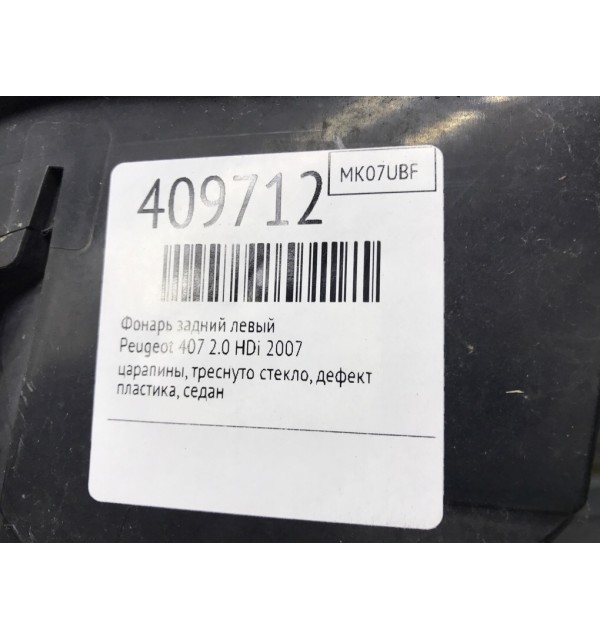 409712
MK07UBF
Фонарь задний левый
Peugeot 407 2.0 HDi 2007
царапины, треснуто стекло, дефект
пластика, седан